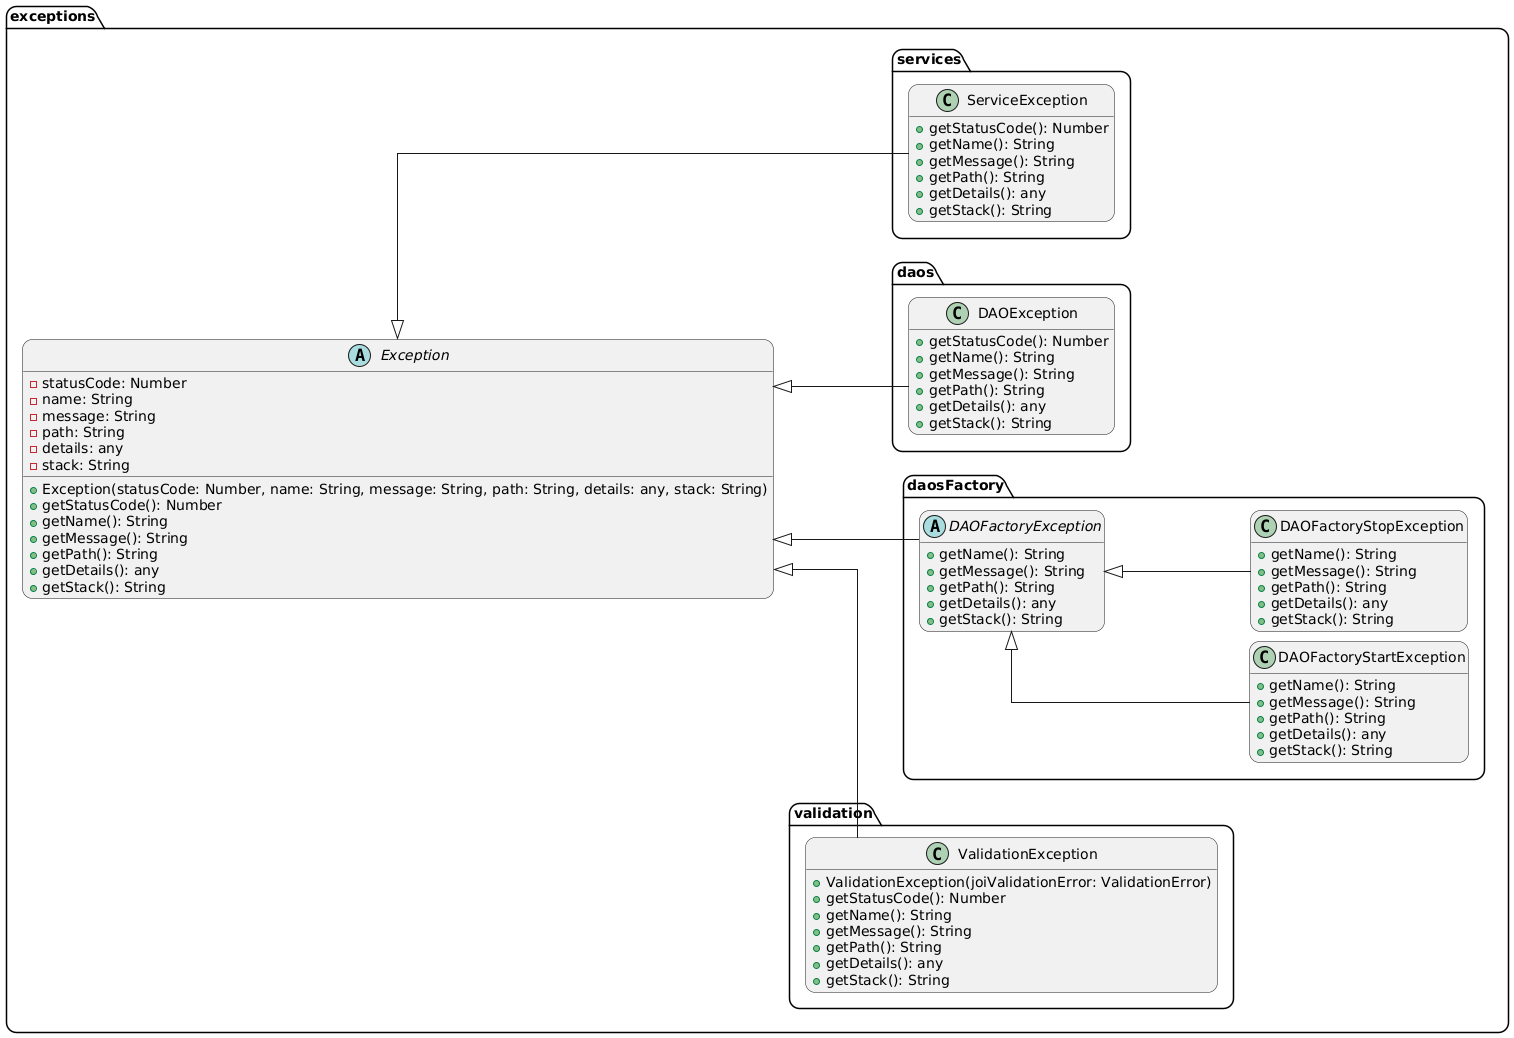 exceptions
services
C ServiceException
getStatusCode(): Number
getName(): String
getMessage(): String
getPath(): String
getDetails(): any
getStack(): String
daos
C DAOException
getStatusCode(): Number
getName(): String
getMessage(): String
getPath(): String
getDetails(): any
getStack(): String
A Exception
statusCode: Number
name: String
message: String
path: String
details: any
stack: String
Exception(statusCode: Number, name: String, message: String, path: String, details: any, stack: String)
getStatusCode(): Number
getName(): String
getMessage(): String
getPath(): String
getDetails(): any
getStack(): String
daosFactory
A DAOFactoryException
getName(): String
getMessage(): String
getPath(): String
getDetails(): any
getStack(): String
C DAOFactoryStopException
getName(): String
getMessage(): String
getPath(): String
getDetails(): any
getStack(): String
C DAOFactoryStartException
getName(): String
getMessage(): String
getPath(): String
getDetails(): any
getStack(): String
validation
C ValidationException
ValidationException(joiValidationError: ValidationError)
getStatusCode(): Number
getName(): String
getMessage(): String
getPath(): String
getDetails(): any
getStack(): String